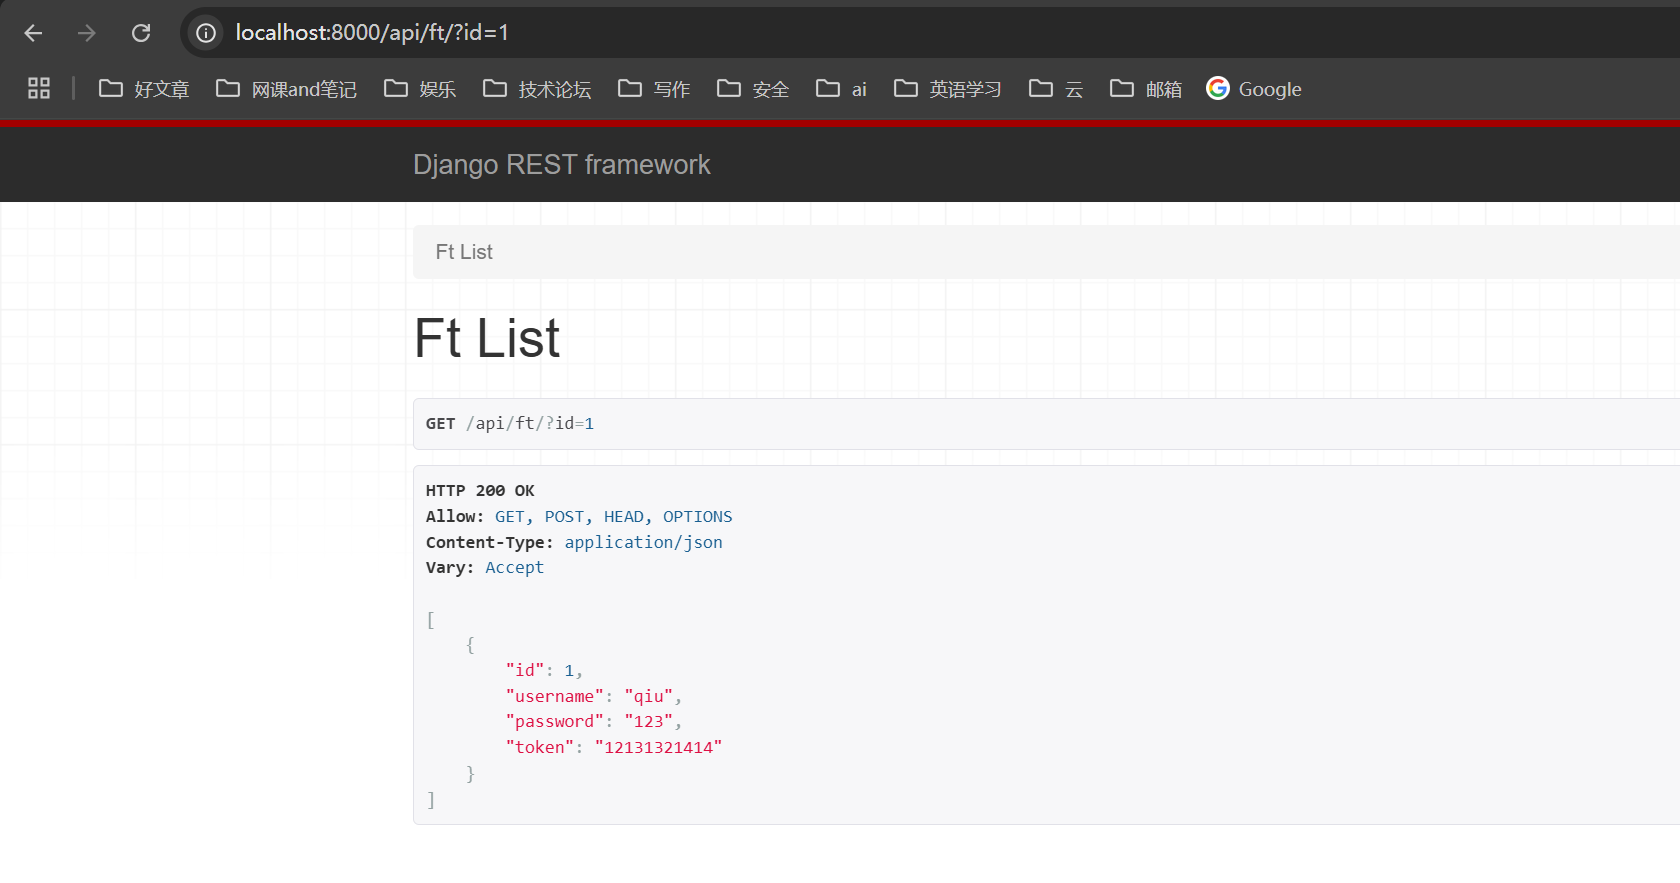 localhost:8000/api/ft/?id=1
好文章 网课and笔记 娱乐 技术论坛 写作 安全 ai 英语学习 云 邮箱 Google
Django REST framework
Ft List
Ft List
GET /api/ft/?id=1
HTTP 200 OK
Allow: GET, POST, HEAD, OPTIONS
Content-Type: application/json
Vary: Accept
[
    {
        "id": 1,
        "username": "qiu",
        "password": "123",
        "token": "12131321414"
    }
]